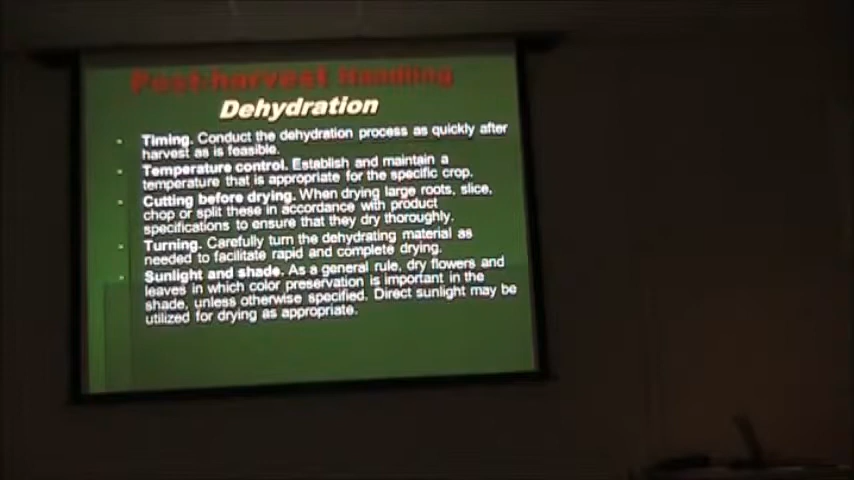 Post-harvest Handling
Dehydration
Timing. Conduct the dehydration process as quickly after
harvest as is feasible.
Temperature control. Establish and maintain a
temperature that is appropriate for the specific crop.
Cutting before drying. When drying large roots, slice,
chop or split these in accordance with product
specifications to ensure that they dry thoroughly.
Turning. Carefully turn the dehydrating material as
needed to facilitate rapid and complete drying.
Sunlight and shade. As a general rule, dry flowers and
leaves in which color preservation is important in the
shade, unless otherwise specified. Direct sunlight may be
utilized for drying as appropriate.